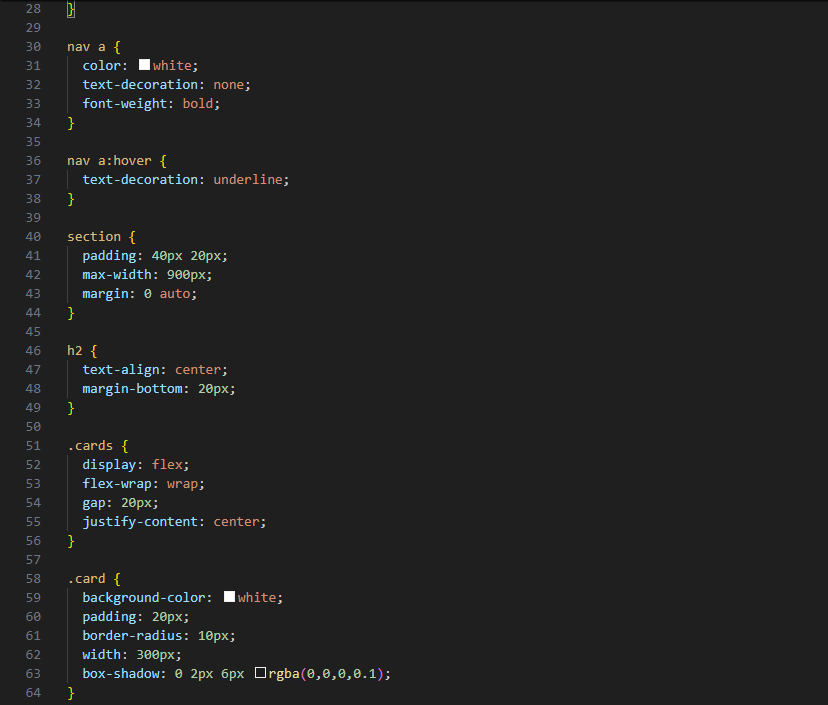 28 }
29
30 nav a {
31   color: white;
32   text-decoration: none;
33   font-weight: bold;
34 }
35
36 nav a:hover {
37   text-decoration: underline;
38 }
39
40 section {
41   padding: 40px 20px;
42   max-width: 900px;
43   margin: 0 auto;
44 }
45
46 h2 {
47   text-align: center;
48   margin-bottom: 20px;
49 }
50
51 .cards {
52   display: flex;
53   flex-wrap: wrap;
54   gap: 20px;
55   justify-content: center;
56 }
57
58 .card {
59   background-color: white;
60   padding: 20px;
61   border-radius: 10px;
62   width: 300px;
63   box-shadow: 0 2px 6px rgba(0,0,0,0.1);
64 }